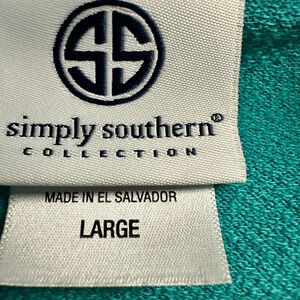 SS
simply southern®
COLLECTION
MADE IN EL SALVADOR
LARGE